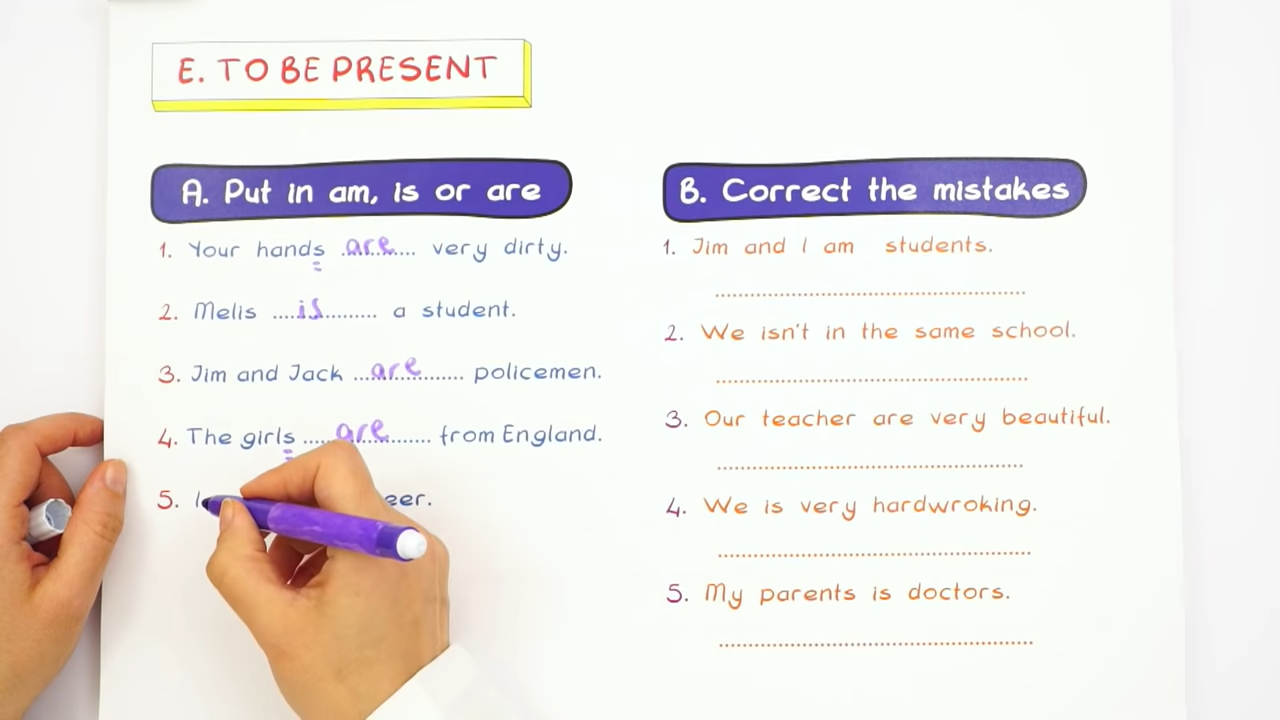 E. TO BE PRESENT
A. Put in am, is or are
1. Your hands ..are.... very dirty.
2. Melis ....is......... a student.
3. Jim and Jack ...are............ policemen.
4. The girls .....are............ from England.
5. I
B. Correct the mistakes
1. Jim and I am students.
2. We isn't in the same school.
3. Our teacher are very beautiful.
4. We is very hardwroking.
5. My parents is doctors.